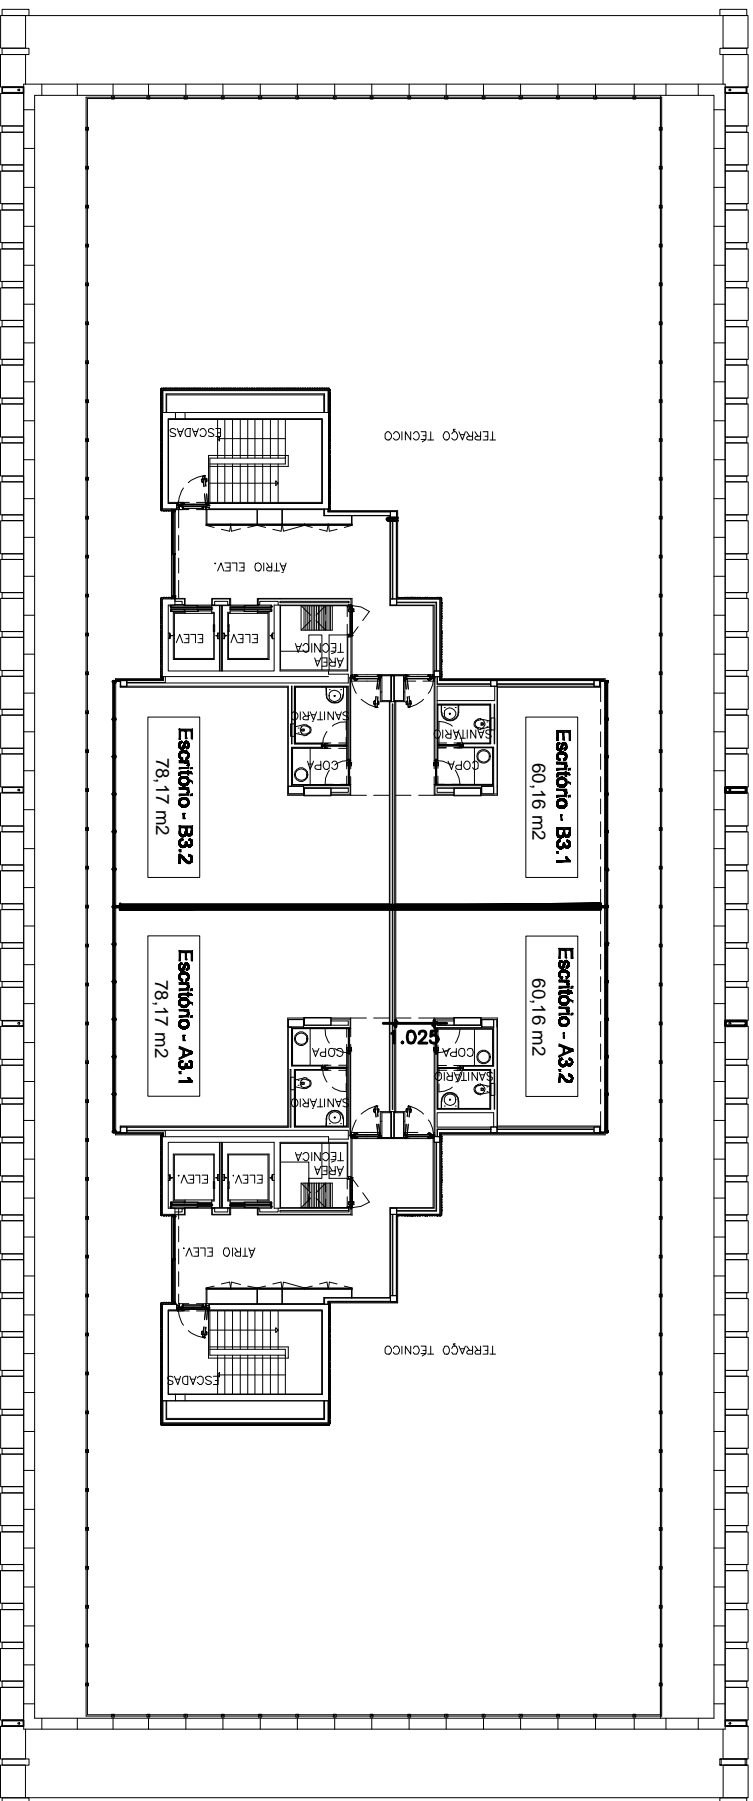 ESCADAS
TERRAÇO TÉCNICO
ÁTRIO ELEV.
ELEV.
ELEV.
ÁREA
TÉCNICA
SANITÁRIO
SANITÁRIO
COPA
COPA
Escritório - B3.2
78,17 m2
Escritório - B3.1
60,16 m2
Escritório - A3.1
78,17 m2
Escritório - A3.2
60,16 m2
1.025
COPA
COPA
SANITÁRIO
SANITÁRIO
ÁREA
TÉCNICA
ELEV.
ELEV.
ÁTRIO ELEV.
TERRAÇO TÉCNICO
ESCADAS